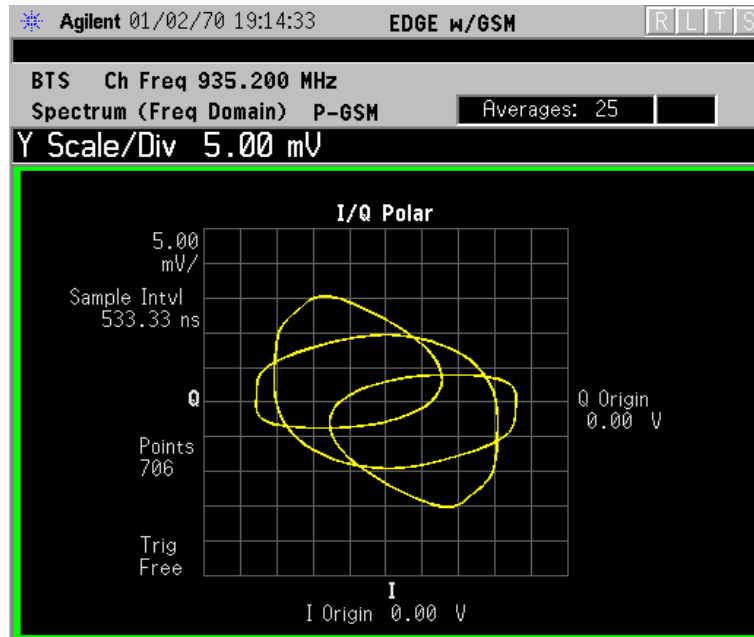 Agilent 01/02/70 19:14:33 EDGE w/GSM R L T S
BTS Ch Freq 935.200 MHz
Spectrum (Freq Domain) P-GSM Averages: 25
Y Scale/Div 5.00 mV
I/Q Polar
5.00
mV/
Sample Intvl
533.33 ns
Q
Q Origin
0.00 V
Points
706
Trig
Free
I
I Origin 0.00 V